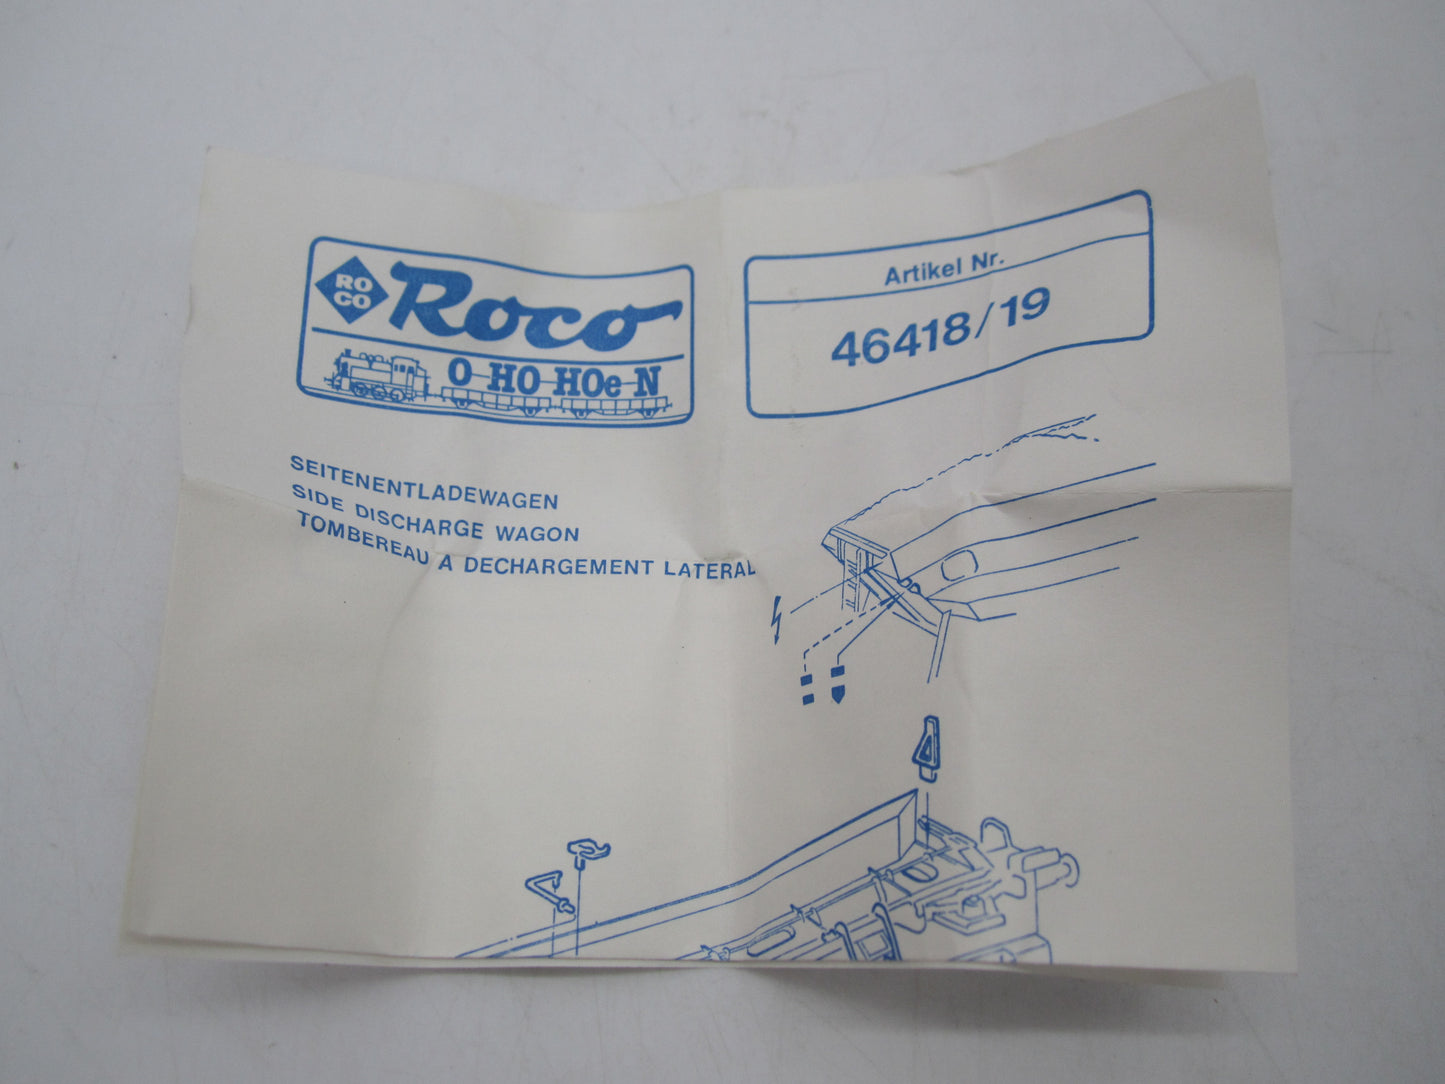 RO
CO
Roco
O HO HOe N
Artikel Nr.
46418/19
SEITENENTLADEWAGEN
SIDE DISCHARGE WAGON
TOMBEREAU A DECHARGEMENT LATERAL